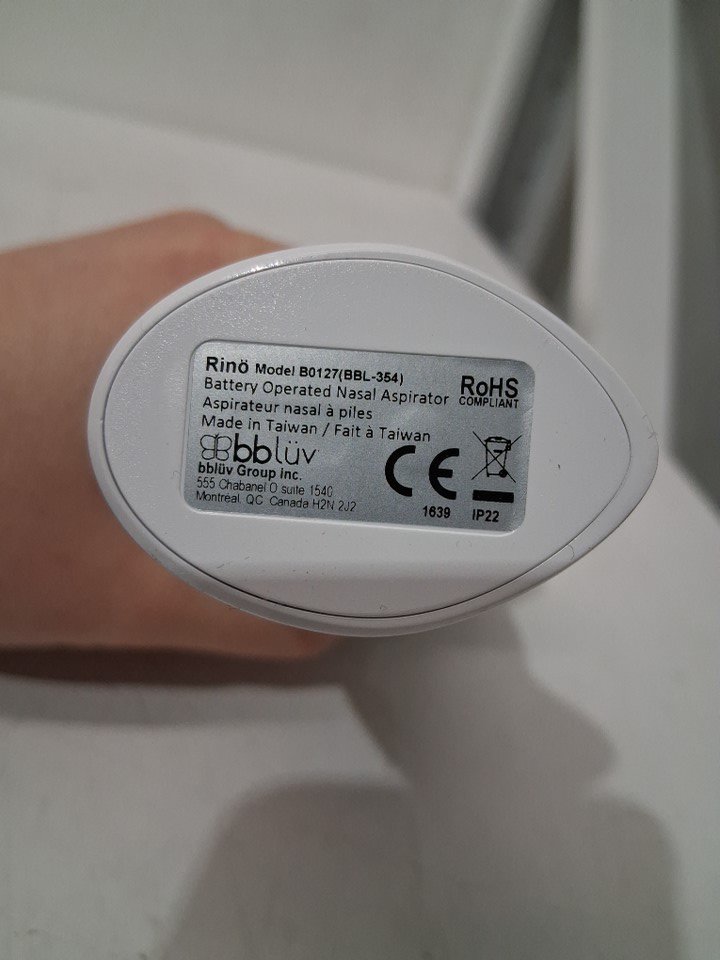 Rinö Model B0127(BBL-354)
Battery Operated Nasal Aspirator
Aspirateur nasal à piles
Made in Taiwan / Fait à Taiwan
RoHS
COMPLIANT
bblüv
bblüv Group inc.
555 Chabanel O suite 1540
Montreal, QC, Canada H2N 2J2
CE
1639
IP22